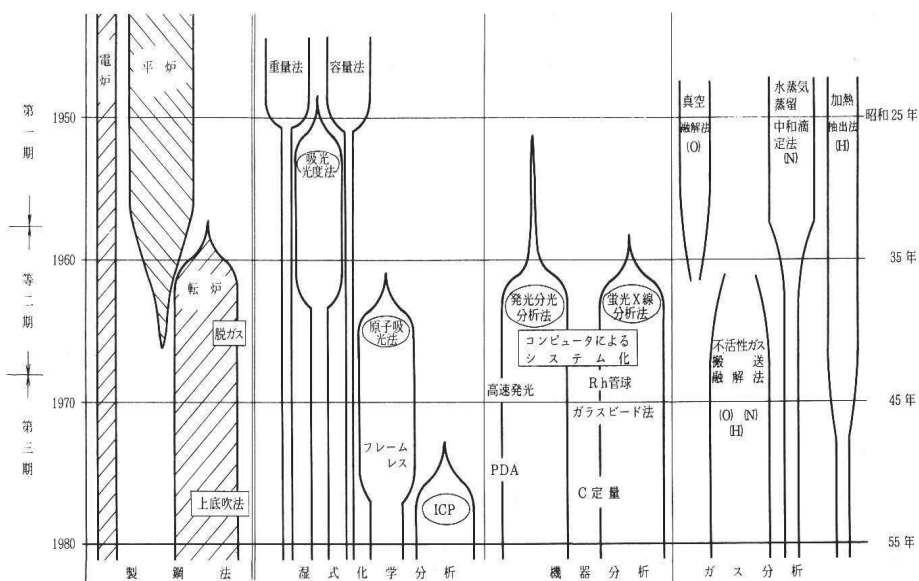 電炉
平炉
転炉
脱ガス
上底吹法
重量法
容量法
吸光
光度法
原子吸
光法
フレーム
レス
ICP
発光分光
分析法
蛍光X線
分析法
コンピュータによる
システム化
高速発光
Rh管球
ガラスビード法
PDA
C定量
真空
融解法
(O)
水蒸気
蒸留
中和滴
定法
(N)
加熱
抽出法
(H)
不活性ガス
搬送
融解法
(O) (N)
(H)
第一期
等二期
第三期
1950
1960
1970
1980
昭和25年
35年
45年
55年
製鋼法
湿式化学分析
機器分析
ガス分析